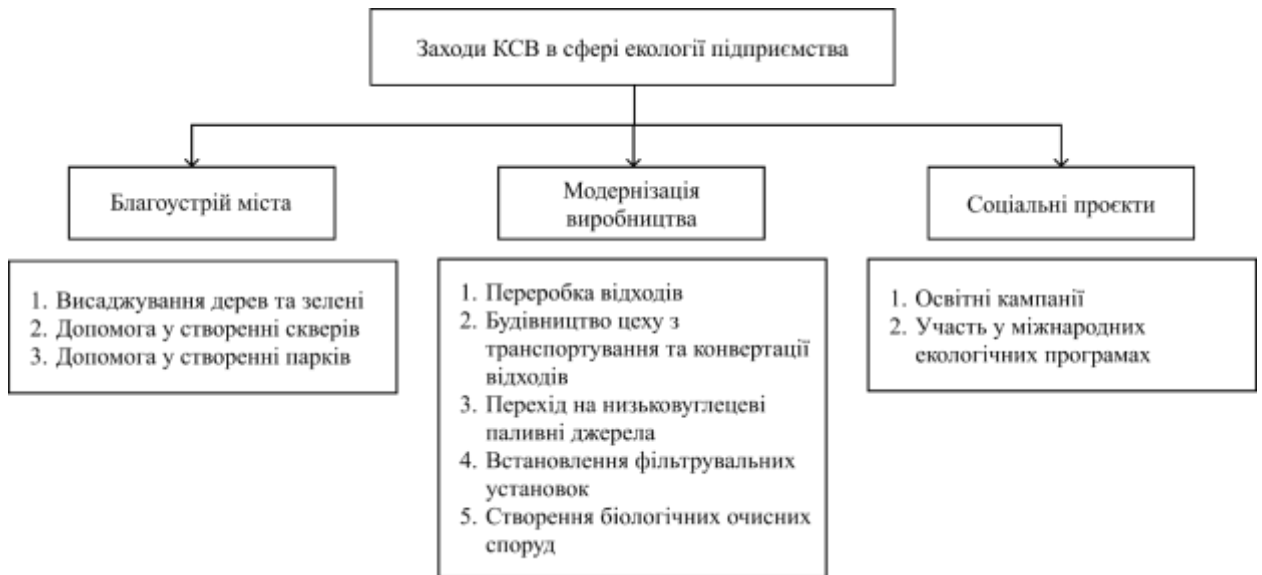 Заходи КСВ в сфері екології підприємства
Благоустрій міста
1. Висаджування дерев та зелені
2. Допомога у створенні скверів
3. Допомога у створенні парків
Модернізація
виробництва
1. Переробка відходів
2. Будівництво цеху з
транспортування та конвертації
відходів
3. Перехід на низьковуглецеві
паливні джерела
4. Встановлення фільтрувальних
установок
5. Створення біологічних очисних
споруд
Соціальні проєкти
1. Освітні кампанії
2. Участь у міжнародних
екологічних програмах